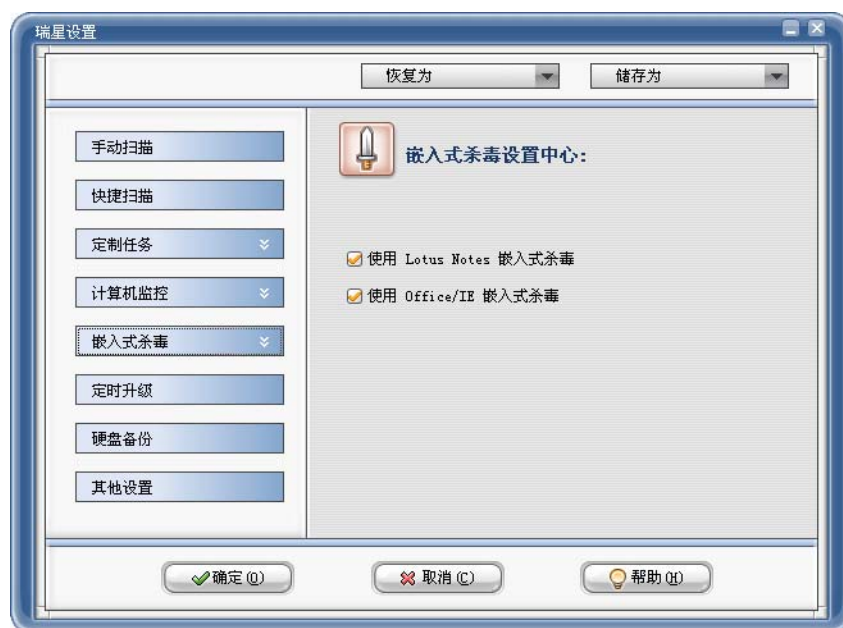 瑞星设置
恢复为
储存为
手动扫描
快捷扫描
定制任务
计算机监控
嵌入式杀毒
定时升级
硬盘备份
其他设置
嵌入式杀毒设置中心：
使用 Lotus Notes 嵌入式杀毒
使用 Office/IE 嵌入式杀毒
确定(O)
取消(C)
帮助(H)